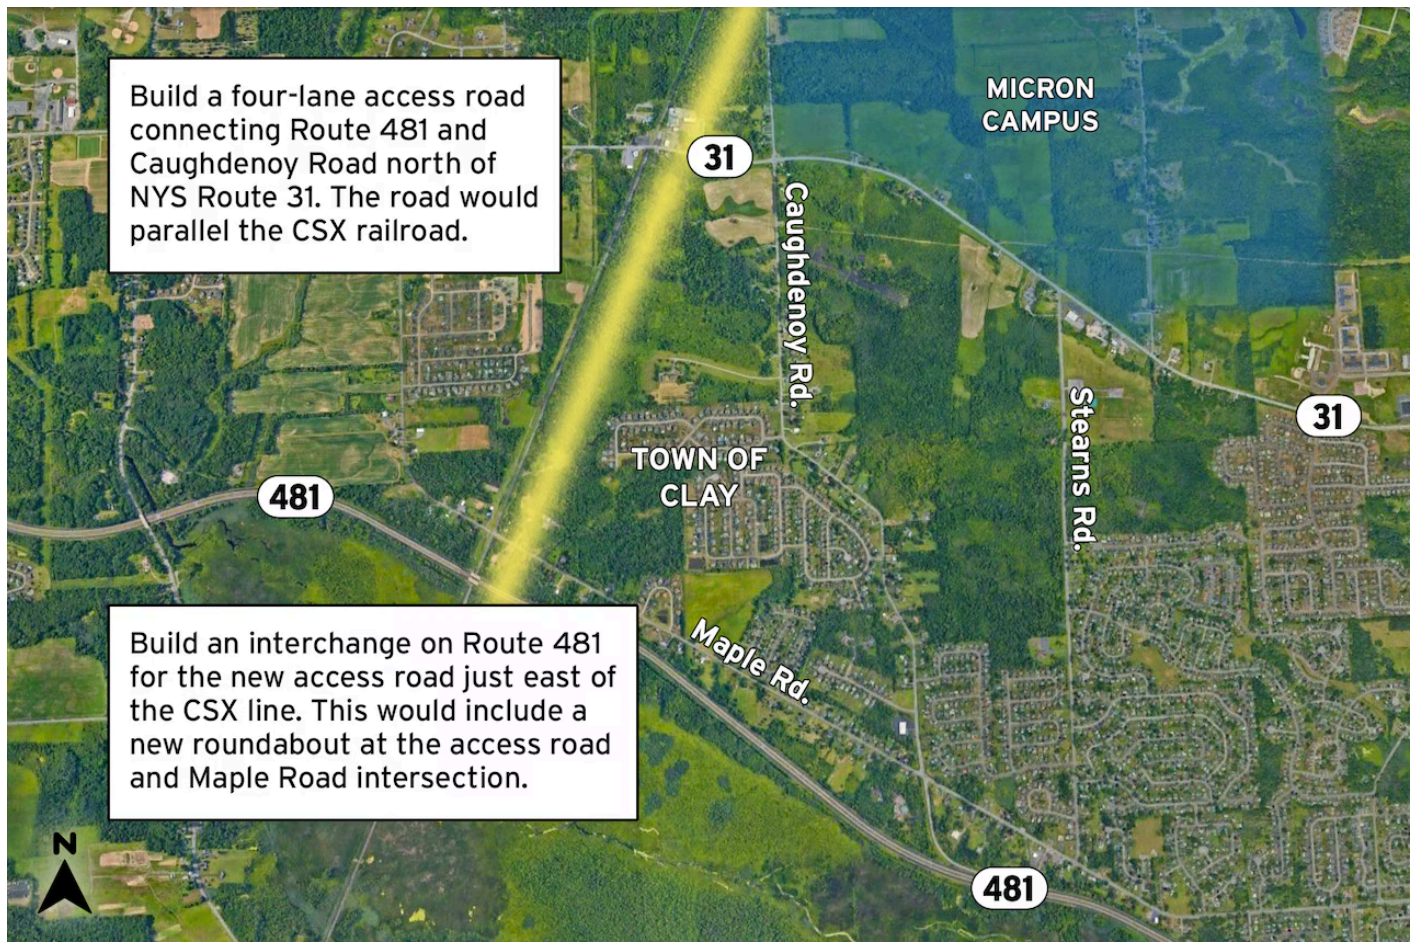 MICRON
CAMPUS
Build a four-lane access road
connecting Route 481 and
Caughdenoy Road north of
NYS Route 31. The road would
parallel the CSX railroad.
31
Caughdenoy Rd.
Stearns Rd.
31
TOWN OF
CLAY
481
Build an interchange on Route 481
for the new access road just east of
the CSX line. This would include a
new roundabout at the access road
and Maple Road intersection.
Maple Rd.
N
481